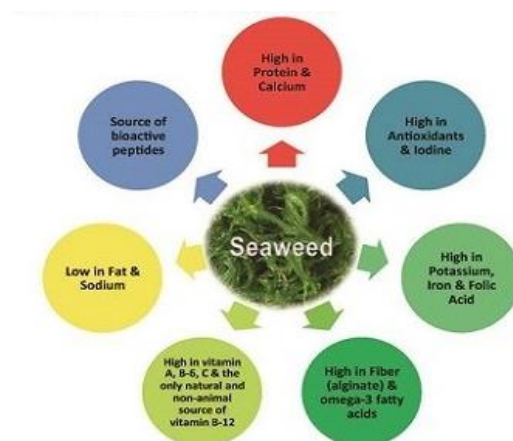 High in
Protein &
Calcium
Source of
bioactive
peptides
High in
Antioxidants
& Iodine
Seaweed
Low in Fat &
Sodium
High in
Potassium,
Iron & Folic
Acid
High in vitamin
A, B-6, C & the
only natural and
non-animal
source of
vitamin B-12
High in Fiber
(alginate) &
omega-3 fatty
acids